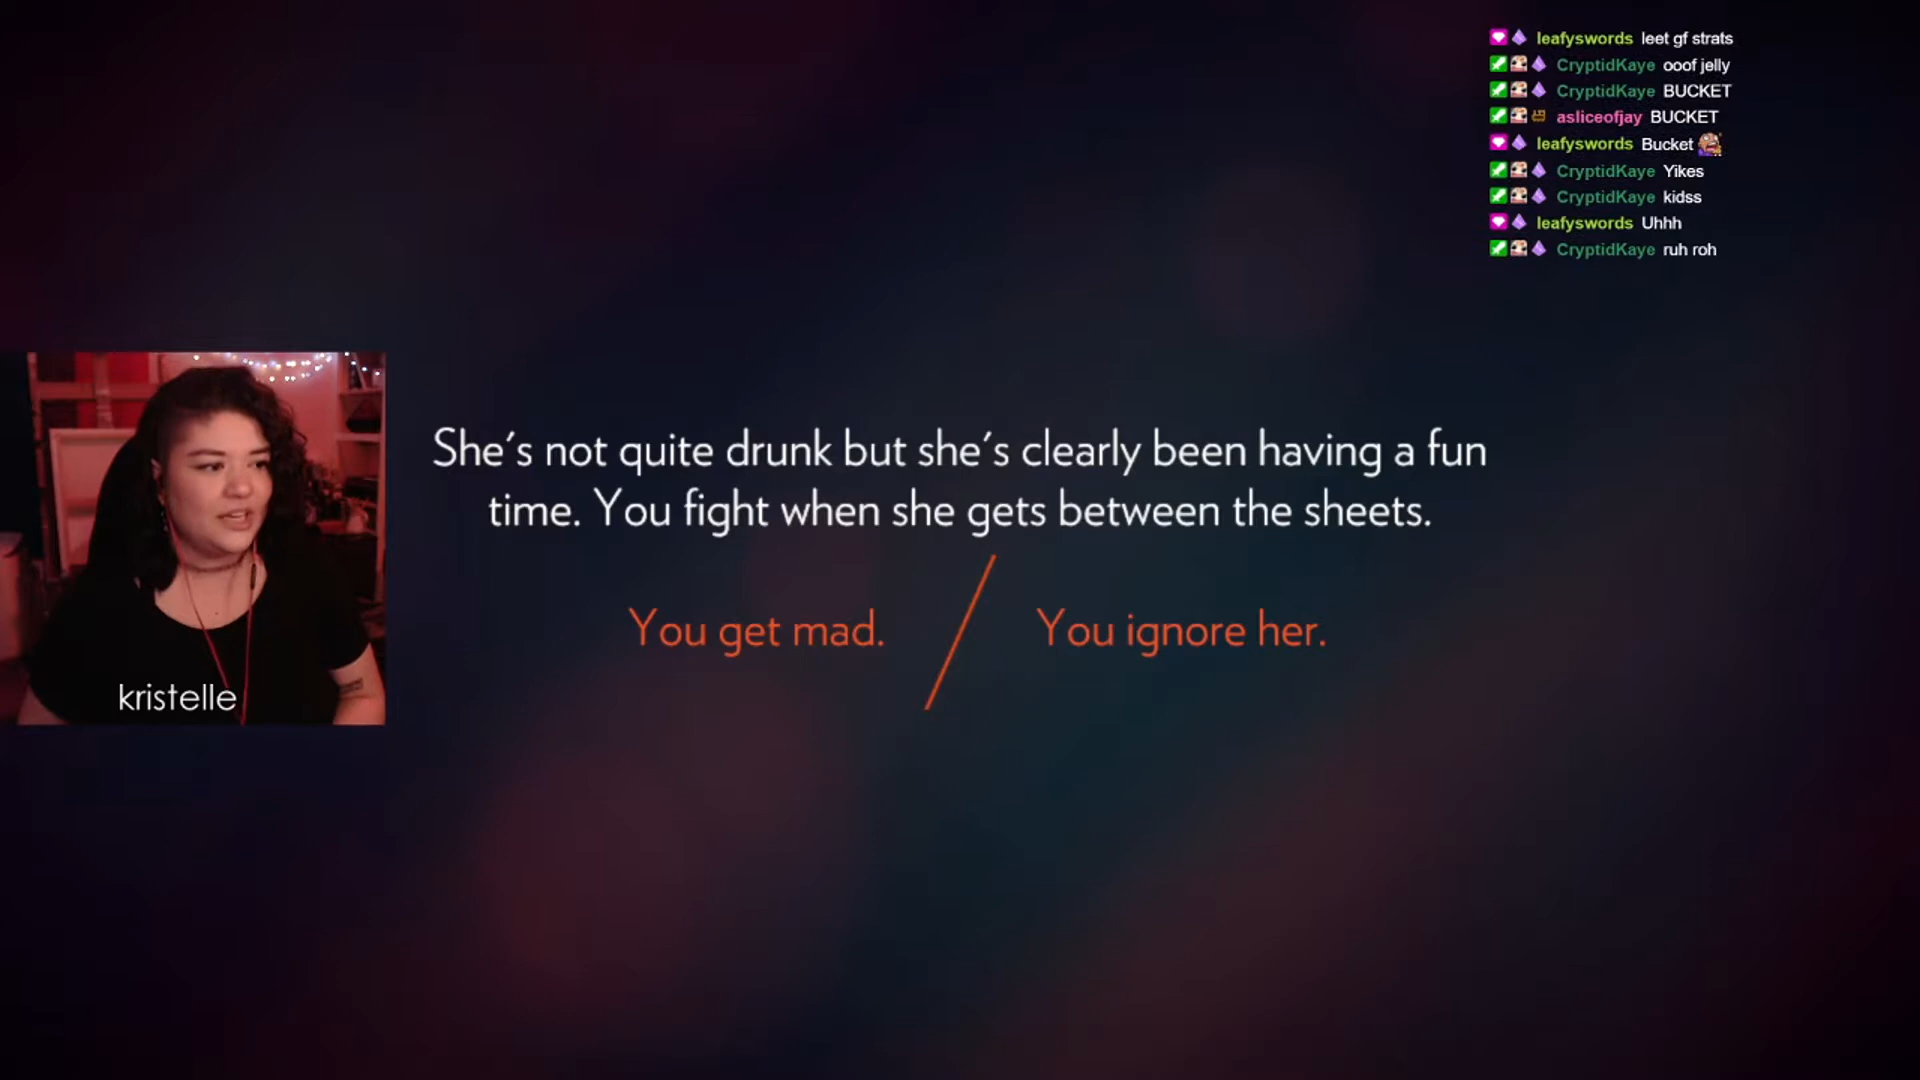 leafyswords leet gf strats
CryptidKaye ooof jelly
CryptidKaye BUCKET
asliceofjay BUCKET
leafyswords Bucket
CryptidKaye Yikes
CryptidKaye kidss
leafyswords Uhhh
CryptidKaye ruh roh
She's not quite drunk but she's clearly been having a fun
time. You fight when she gets between the sheets.
You get mad. / You ignore her.
kristelle